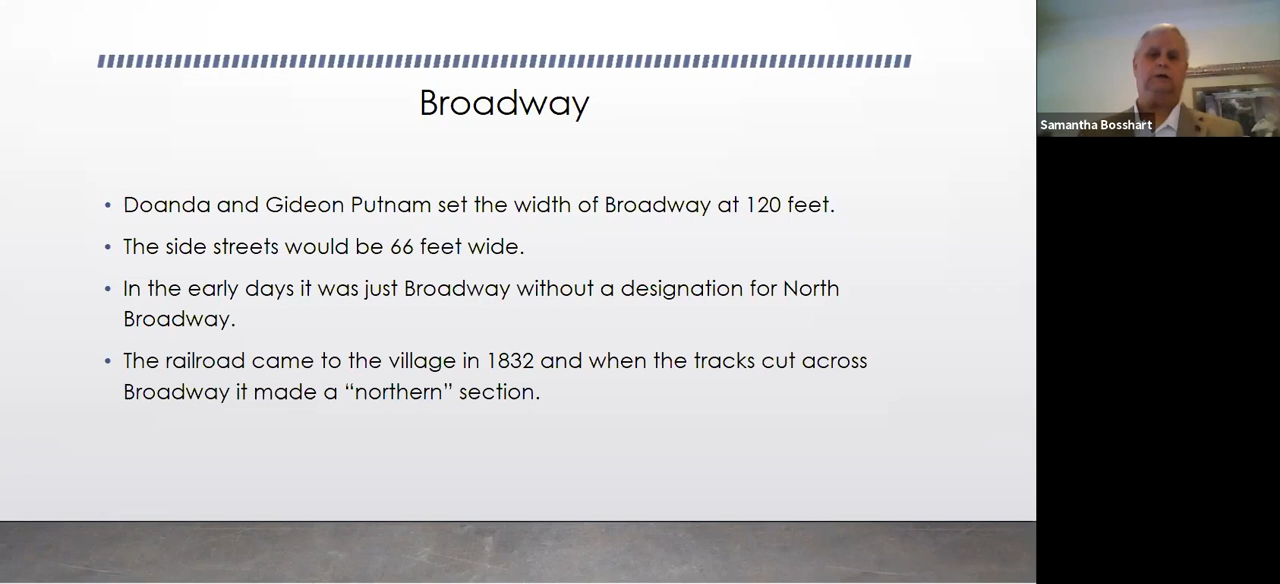 Broadway
• Doanda and Gideon Putnam set the width of Broadway at 120 feet.
• The side streets would be 66 feet wide.
• In the early days it was just Broadway without a designation for North
Broadway.
• The railroad came to the village in 1832 and when the tracks cut across
Broadway it made a “northern” section.
Samantha Bosshart